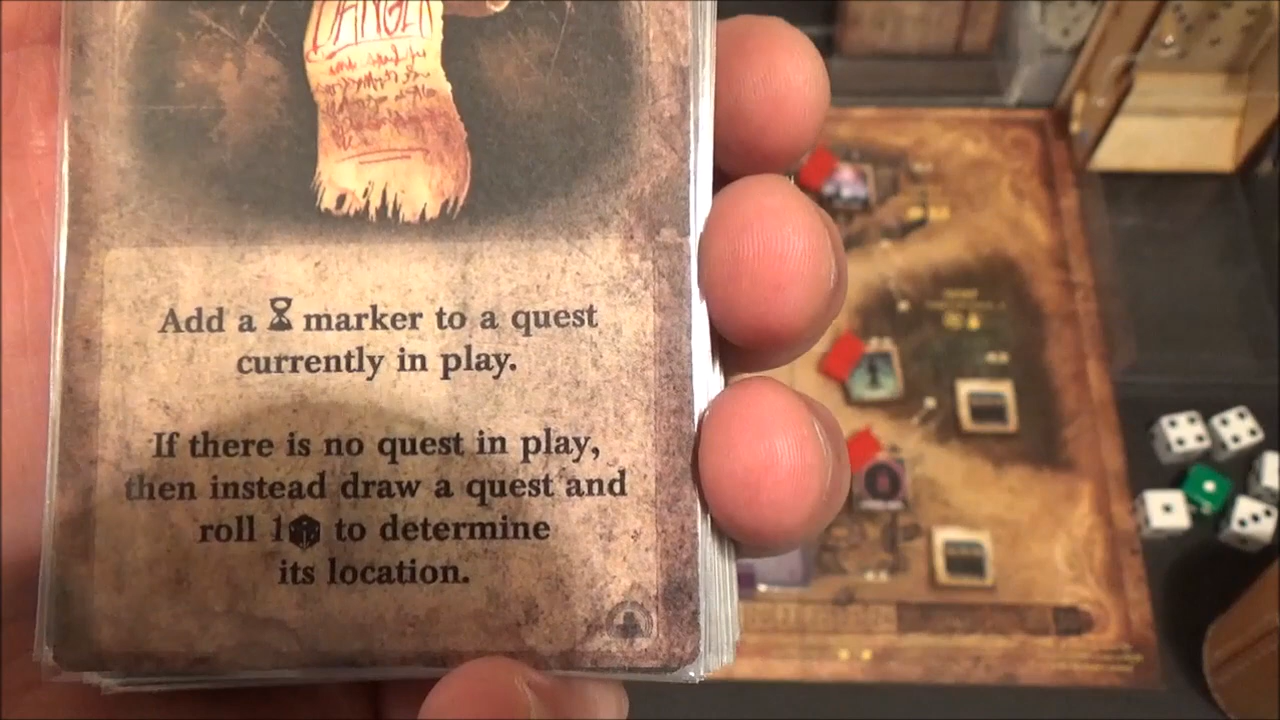 DANGER
Add a marker to a quest
currently in play.
If there is no quest in play,
then instead draw a quest and
roll 1 to determine
its location.